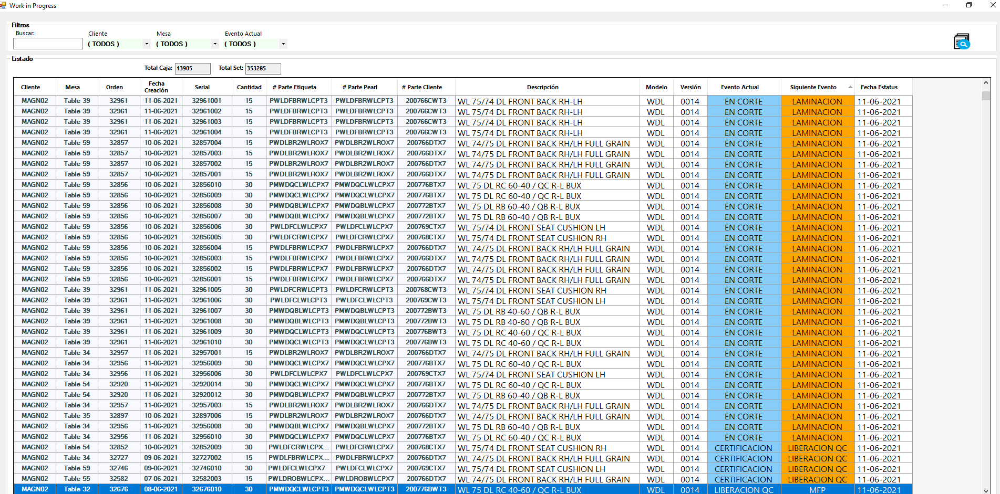 Work in Progress
Filtros
Buscar: Cliente Mesa Evento Actual
( TODOS ) ( TODOS ) ( TODOS )
Listado
Total Caja: 13905 Total Set: 353285
Cliente Mesa Orden Fecha Creación Serial Cantidad # Parte Etiqueta # Parte Pearl # Parte Cliente Descripción Modelo Versión Evento Actual Siguiente Evento Fecha Estatus
MAGN02 Table 39 32961 11-06-2021 32961001 15 PWLDFBRWLCPT3 PWLDFBRWLCPT3 200766CWT3 WL 75/74 DL FRONT BACK RH-LH WDL 0014 EN CORTE LAMINACION 11-06-2021
MAGN02 Table 39 32961 11-06-2021 32961002 15 PWLDFBRWLCPT3 PWLDFBRWLCPT3 200766CWT3 WL 75/74 DL FRONT BACK RH-LH WDL 0014 EN CORTE LAMINACION 11-06-2021
MAGN02 Table 39 32961 11-06-2021 32961003 15 PWLDFBRWLCPT3 PWLDFBRWLCPT3 200766CWT3 WL 75/74 DL FRONT BACK RH-LH WDL 0014 EN CORTE LAMINACION 11-06-2021
MAGN02 Table 39 32961 11-06-2021 32961004 15 PWLDFBRWLCPT3 PWLDFBRWLCPT3 200766CWT3 WL 75/74 DL FRONT BACK RH-LH WDL 0014 EN CORTE LAMINACION 11-06-2021
MAGN02 Table 59 32857 10-06-2021 32857004 15 PWDLBR2WLROX7 PWDLBR2WLROX7 200766DTX7 WL 74/75 DL FRONT BACK RH/LH FULL GRAIN WDL 0014 EN CORTE LAMINACION 11-06-2021
MAGN02 Table 59 32857 10-06-2021 32857003 15 PWDLBR2WLROX7 PWDLBR2WLROX7 200766DTX7 WL 74/75 DL FRONT BACK RH/LH FULL GRAIN WDL 0014 EN CORTE LAMINACION 11-06-2021
MAGN02 Table 59 32857 10-06-2021 32857002 15 PWDLBR2WLROX7 PWDLBR2WLROX7 200766DTX7 WL 74/75 DL FRONT BACK RH/LH FULL GRAIN WDL 0014 EN CORTE LAMINACION 11-06-2021
MAGN02 Table 59 32857 10-06-2021 32857001 15 PWDLBR2WLROX7 PWDLBR2WLROX7 200766DTX7 WL 74/75 DL FRONT BACK RH/LH FULL GRAIN WDL 0014 EN CORTE LAMINACION 11-06-2021
MAGN02 Table 59 32856 10-06-2021 32856010 30 PMWDQCLWLCPX7 PMWDQCLWLCPX7 200776BTX7 WL 75 DL RC 60-40 / QC R-L BUX WDL 0014 EN CORTE LAMINACION 11-06-2021
MAGN02 Table 59 32856 10-06-2021 32856009 30 PMWDQCLWLCPX7 PMWDQCLWLCPX7 200776BTX7 WL 75 DL RC 60-40 / QC R-L BUX WDL 0014 EN CORTE LAMINACION 11-06-2021
MAGN02 Table 59 32856 10-06-2021 32856008 30 PMWDQBLWLCPX7 PMWDQBLWLCPX7 200772BTX7 WL 75 DL RB 60-40 / QB R-L BUX WDL 0014 EN CORTE LAMINACION 11-06-2021
MAGN02 Table 59 32856 10-06-2021 32856007 30 PMWDQBLWLCPX7 PMWDQBLWLCPX7 200772BTX7 WL 75 DL RB 60-40 / QB R-L BUX WDL 0014 EN CORTE LAMINACION 11-06-2021
MAGN02 Table 59 32856 10-06-2021 32856006 30 PWLDFCLWLCPX7 PWLDFCLWLCPX7 200769CTX7 WL 75/74 DL FRONT SEAT CUSHION LH WDL 0014 EN CORTE LAMINACION 11-06-2021
MAGN02 Table 59 32856 10-06-2021 32856005 30 PWLDFCRWLCPX7 PWLDFCRWLCPX7 200768CTX7 WL 75/74 DL FRONT SEAT CUSHION RH WDL 0014 EN CORTE LAMINACION 11-06-2021
MAGN02 Table 59 32856 10-06-2021 32856004 15 PWDLFBRWLCPX7 PWDLFBRWLCPX7 200766DTX7 WL 74/75 DL FRONT BACK RH/LH FULL GRAIN WDL 0014 EN CORTE LAMINACION 11-06-2021
MAGN02 Table 59 32856 10-06-2021 32856003 15 PWDLFBRWLCPX7 PWDLFBRWLCPX7 200766DTX7 WL 74/75 DL FRONT BACK RH/LH FULL GRAIN WDL 0014 EN CORTE LAMINACION 11-06-2021
MAGN02 Table 59 32856 10-06-2021 32856002 15 PWDLFBRWLCPX7 PWDLFBRWLCPX7 200766DTX7 WL 74/75 DL FRONT BACK RH/LH FULL GRAIN WDL 0014 EN CORTE LAMINACION 11-06-2021
MAGN02 Table 59 32856 10-06-2021 32856001 15 PWDLFBRWLCPX7 PWDLFBRWLCPX7 200766DTX7 WL 74/75 DL FRONT BACK RH/LH FULL GRAIN WDL 0014 EN CORTE LAMINACION 11-06-2021
MAGN02 Table 39 32961 11-06-2021 32961005 30 PWLDFCRWLCPT3 PWLDFCRWLCPT3 200768CWT3 WL 75/74 DL FRONT SEAT CUSHION RH WDL 0014 EN CORTE LAMINACION 11-06-2021
MAGN02 Table 39 32961 11-06-2021 32961006 30 PWLDFCLWLCPT3 PWLDFCLWLCPT3 200769CWT3 WL 75/74 DL FRONT SEAT CUSHION LH WDL 0014 EN CORTE LAMINACION 11-06-2021
MAGN02 Table 39 32961 11-06-2021 32961007 30 PMWDQBLWLCPT3 PMWDQBLWLCPT3 200772BWT3 WL 75 DL RB 40-60 / QB R-L BUX WDL 0014 EN CORTE LAMINACION 11-06-2021
MAGN02 Table 39 32961 11-06-2021 32961008 30 PMWDQBLWLCPT3 PMWDQBLWLCPT3 200772BWT3 WL 75 DL RB 40-60 / QB R-L BUX WDL 0014 EN CORTE LAMINACION 11-06-2021
MAGN02 Table 39 32961 11-06-2021 32961009 30 PMWDQCLWLCPT3 PMWDQCLWLCPT3 200776BWT3 WL 75 DL RC 40-60 / QC R-L BUX WDL 0014 EN CORTE LAMINACION 11-06-2021
MAGN02 Table 39 32961 11-06-2021 32961010 30 PMWDQCLWLCPT3 PMWDQCLWLCPT3 200776BWT3 WL 75 DL RC 40-60 / QC R-L BUX WDL 0014 EN CORTE LAMINACION 11-06-2021
MAGN02 Table 34 32957 11-06-2021 32957001 15 PWDLBR2WLROX7 PWDLBR2WLROX7 200766DTX7 WL 74/75 DL FRONT BACK RH/LH FULL GRAIN WDL 0014 EN CORTE LAMINACION 11-06-2021
MAGN02 Table 34 32956 11-06-2021 32956009 30 PMWDQCLWLCPX7 PMWDQCLWLCPX7 200776BTX7 WL 75 DL RC 60-40 / QC R-L BUX WDL 0014 EN CORTE LAMINACION 11-06-2021
MAGN02 Table 34 32956 11-06-2021 32956006 30 PWLDFCLWLCPX7 PWLDFCLWLCPX7 200769CTX7 WL 75/74 DL FRONT SEAT CUSHION LH WDL 0014 EN CORTE LAMINACION 11-06-2021
MAGN02 Table 54 32920 11-06-2021 32920014 30 PMWDQCLWLCPX7 PMWDQCLWLCPX7 200776BTX7 WL 75 DL RC 60-40 / QC R-L BUX WDL 0014 EN CORTE LAMINACION 11-06-2021
MAGN02 Table 54 32920 11-06-2021 32920012 30 PMWDQBLWLCPX7 PMWDQBLWLCPX7 200772BTX7 WL 75 DL RB 60-40 / QB R-L BUX WDL 0014 EN CORTE LAMINACION 11-06-2021
MAGN02 Table 34 32957 11-06-2021 32957003 15 PWDLBR2WLROX7 PWDLBR2WLROX7 200766DTX7 WL 74/75 DL FRONT BACK RH/LH FULL GRAIN WDL 0014 EN CORTE LAMINACION 11-06-2021
MAGN02 Table 35 32897 10-06-2021 32897006 15 PWDLBR2WLROX7 PWDLBR2WLROX7 200766DTX7 WL 74/75 DL FRONT BACK RH/LH FULL GRAIN WDL 0014 EN CORTE LAMINACION 11-06-2021
MAGN02 Table 34 32956 11-06-2021 32956008 30 PMWDQBLWLCPX7 PMWDQBLWLCPX7 200772BTX7 WL 75 DL RB 60-40 / QB R-L BUX WDL 0014 EN CORTE LAMINACION 11-06-2021
MAGN02 Table 34 32956 11-06-2021 32956010 30 PMWDQCLWLCPX7 PMWDQCLWLCPX7 200776BTX7 WL 75 DL RC 60-40 / QC R-L BUX WDL 0014 EN CORTE LAMINACION 11-06-2021
MAGN02 Table 54 32852 10-06-2021 32852009 30 PWLDFCRWLCPX... PWLDFCRWLCPX7 200768CTX7 WL 75/74 DL FRONT SEAT CUSHION RH WDL 0014 CERTIFICACION LIBERACION QC 11-06-2021
MAGN02 Table 34 32727 09-06-2021 32727002 15 PWDLFBRWLCPX... PWDLFBRWLCPX7 200766DTX7 WL 74/75 DL FRONT BACK RH/LH FULL GRAIN WDL 0014 CERTIFICACION LIBERACION QC 11-06-2021
MAGN02 Table 59 32746 09-06-2021 32746010 30 PWLDFCLWLCPX7 PWLDFCLWLCPX7 200769CTX7 WL 75/74 DL FRONT SEAT CUSHION LH WDL 0014 CERTIFICACION LIBERACION QC 11-06-2021
MAGN02 Table 55 32582 07-06-2021 32582003 15 PWLDROBWLCPX... PWLDROBWLCPX7 200766DTX7 WL 74/75 DL FRONT BACK RH/LH FULL GRAIN WDL 0014 CERTIFICACION LIBERACION QC 11-06-2021
MAGN02 Table 32 32676 08-06-2021 32676010 30 PMWDQCLWLCPT3 PMWDQCLWLCPT3 200776BWT3 WL 75 DL RC 40-60 / QC R-L BUX WDL 0014 LIBERACION QC MFP 11-06-2021